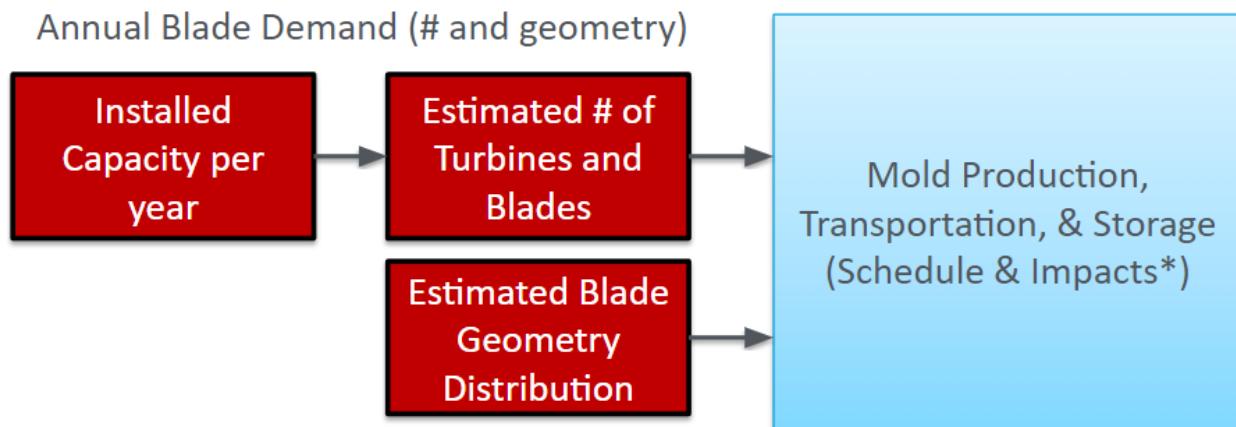 Annual Blade Demand (# and geometry)
Installed
Capacity per
year
Estimated # of
Turbines and
Blades
Estimated Blade
Geometry
Distribution
Mold Production,
Transportation, & Storage
(Schedule & Impacts*)